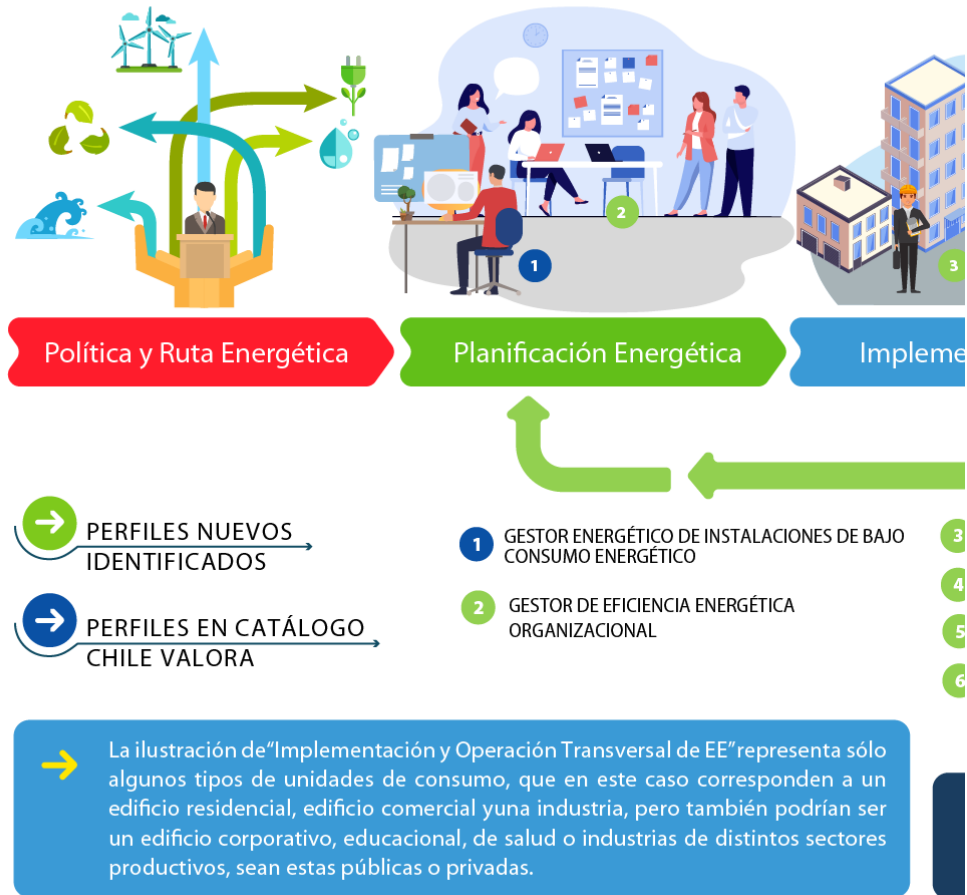 2
1
3
Política y Ruta Energética
Planificación Energética
Impleme
PERFILES NUEVOS
IDENTIFICADOS
PERFILES EN CATÁLOGO
CHILE VALORA
1 GESTOR ENERGÉTICO DE INSTALACIONES DE BAJO
CONSUMO ENERGÉTICO
2 GESTOR DE EFICIENCIA ENERGÉTICA
ORGANIZACIONAL
3
4
5
6
La ilustración de“Implementación y Operación Transversal de EE”representa sólo
algunos tipos de unidades de consumo, que en este caso corresponden a un
edificio residencial, edificio comercial yuna industria, pero también podrían ser
un edificio corporativo, educacional, de salud o industrias de distintos sectores
productivos, sean estas públicas o privadas.